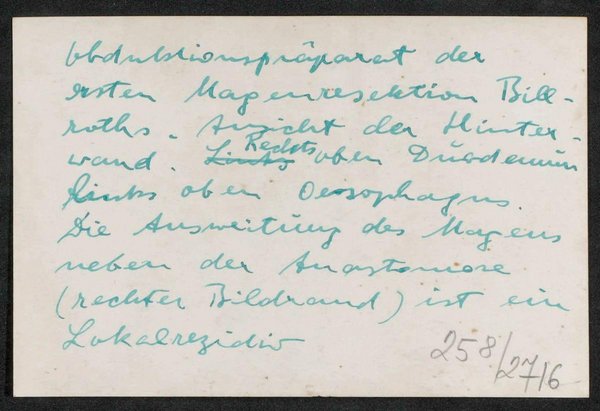 Obduktionspräparat der
ersten Magenresektion Bill-
roths. Ansicht der Hinter-
wand. Links Rechts oben Duodenum
links oben Oesophagus.
Die Ausweitung des Magens
neben der Anastomose
(rechter Bildrand) ist ein
Lokalrezidiv
258/2716